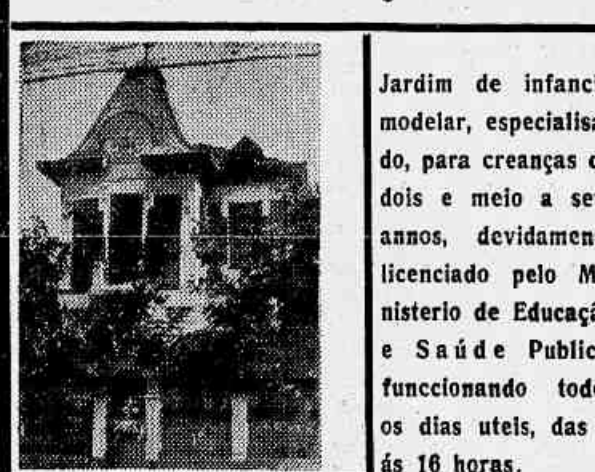 Jardim de infanci
modelar, especialisa
do, para creanças d
dois e meio a se
annos, devidamen
licenciado pelo M
nisterio de Educaçã
e Saúde Public
funccionando tod
os dias uteis, das
ás 16 horas.